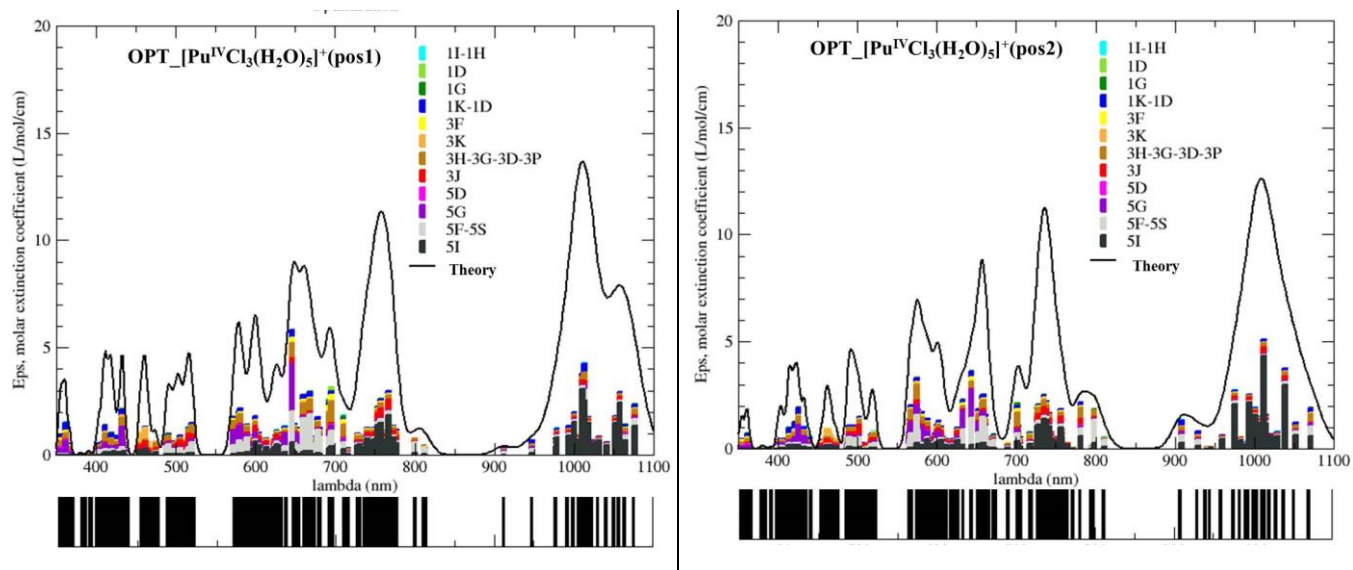 20
15
10
5
0
Eps, molar extinction coefficient (L/mol/cm)
OPT_[Pu^IV Cl₃(H₂O)₅]⁺(pos1)
1I-1H
1D
1G
1K-1D
3F
3K
3H-3G-3D-3P
3J
5D
5G
5F-5S
5I
Theory
400 500 600 700 800 900 1000 1100
lambda (nm)
20
15
10
5
0
Eps, molar extinction coefficient (L/mol/cm)
OPT_[Pu^IV Cl₃(H₂O)₅]⁺(pos2)
1I-1H
1D
1G
1K-1D
3F
3K
3H-3G-3D-3P
3J
5D
5G
5F-5S
5I
Theory
400 500 600 700 800 900 1000 1100
lambda (nm)